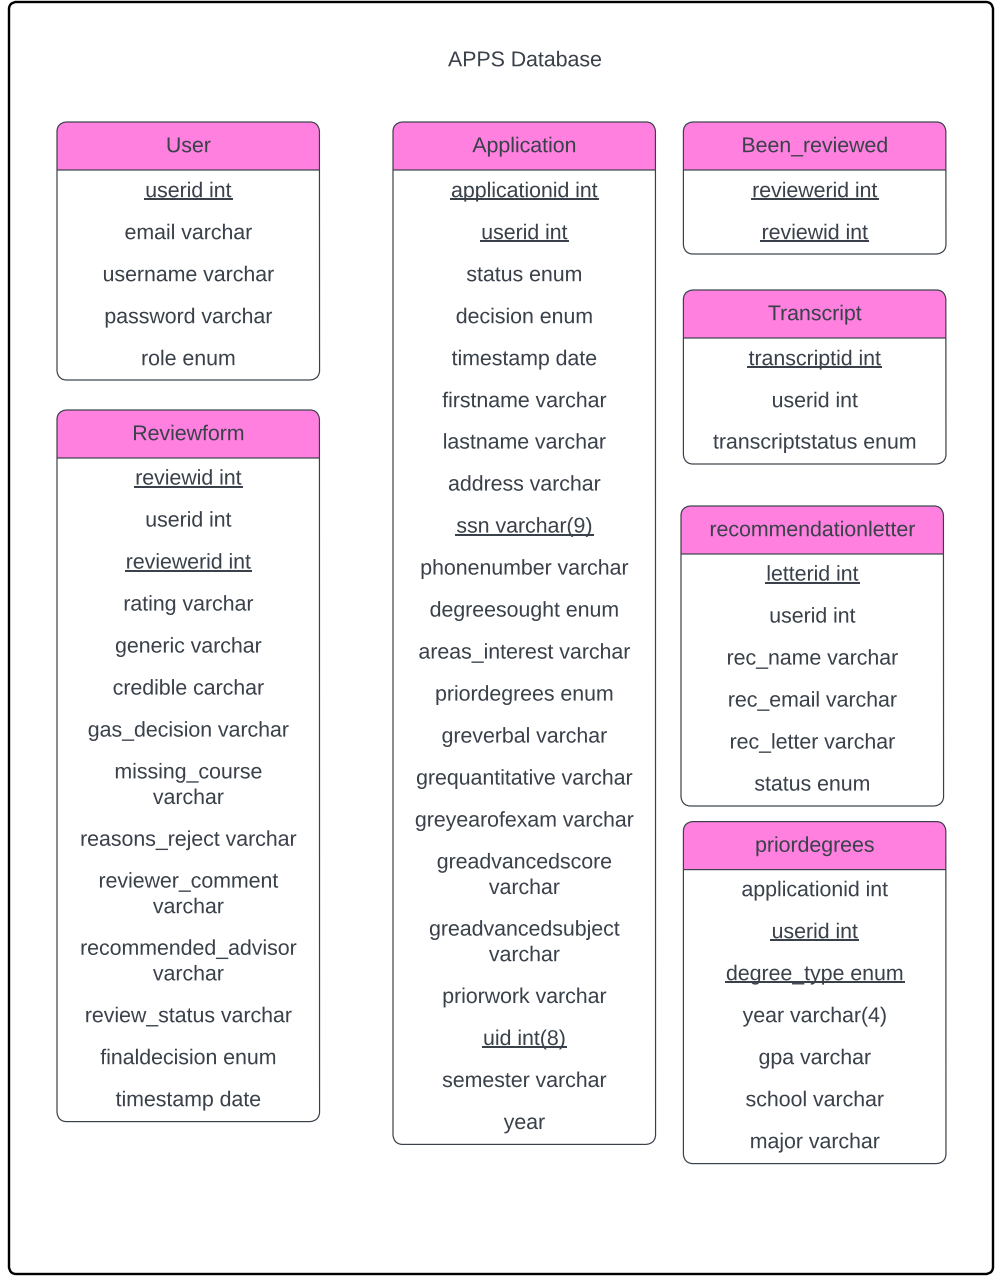 APPS Database
User
userid int
email varchar
username varchar
password varchar
role enum
Reviewform
reviewid int
userid int
reviewerid int
rating varchar
generic varchar
credible carchar
gas_decision varchar
missing_course
varchar
reasons_reject varchar
reviewer_comment
varchar
recommended_advisor
varchar
review_status varchar
finaldecision enum
timestamp date
Application
applicationid int
userid int
status enum
decision enum
timestamp date
firstname varchar
lastname varchar
address varchar
ssn varchar(9)
phonenumber varchar
degreesought enum
areas_interest varchar
priordegrees enum
greverbal varchar
grequantitative varchar
greyearofexam varchar
greadvancedscore
varchar
greadvancedsubject
varchar
priorwork varchar
uid int(8)
semester varchar
year
Been_reviewed
reviewerid int
reviewid int
Transcript
transcriptid int
userid int
transcriptstatus enum
recommendationletter
letterid int
userid int
rec_name varchar
rec_email varchar
rec_letter varchar
status enum
priordegrees
applicationid int
userid int
degree_type enum
year varchar(4)
gpa varchar
school varchar
major varchar